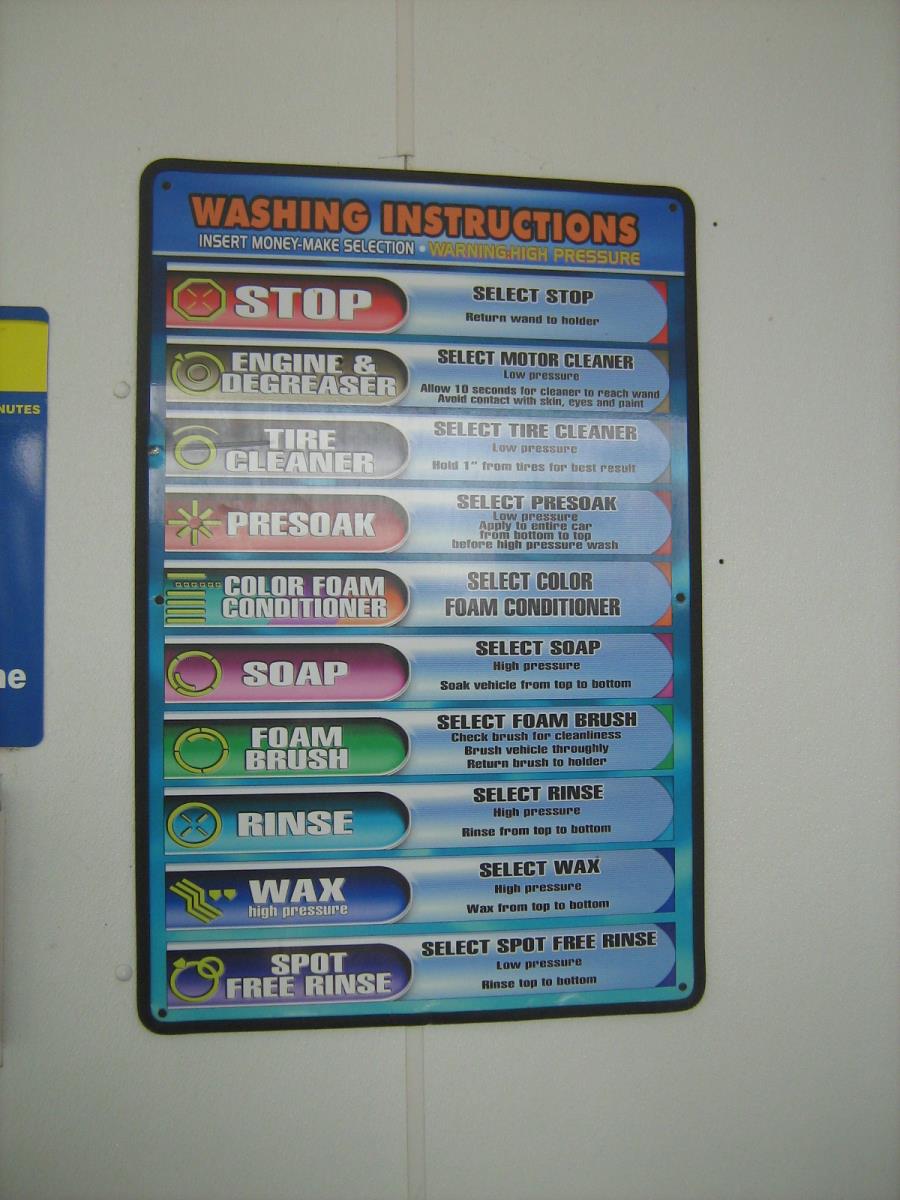 WASHING INSTRUCTIONS
INSERT MONEY-MAKE SELECTION • WARNING:HIGH PRESSURE
STOP
SELECT STOP
Return wand to holder
ENGINE &
DEGREASER
SELECT MOTOR CLEANER
Low pressure
Allow 10 seconds for cleaner to reach wand
Avoid contact with skin, eyes and paint
TIRE
CLEANER
SELECT TIRE CLEANER
Low pressure
Hold 1" from tires for best result
PRESOAK
SELECT PRESOAK
Low pressure
Apply to entire car
from bottom to top
before high pressure wash
COLOR FOAM
CONDITIONER
SELECT COLOR
FOAM CONDITIONER
SOAP
SELECT SOAP
High pressure
Soak vehicle from top to bottom
FOAM
BRUSH
SELECT FOAM BRUSH
Check brush for cleanliness
Brush vehicle throughly
Return brush to holder
RINSE
SELECT RINSE
High pressure
Rinse from top to bottom
WAX
high pressure
SELECT WAX
High pressure
Wax from top to bottom
SPOT
FREE RINSE
SELECT SPOT FREE RINSE
Low pressure
Rinse top to bottom
NUTES
ne